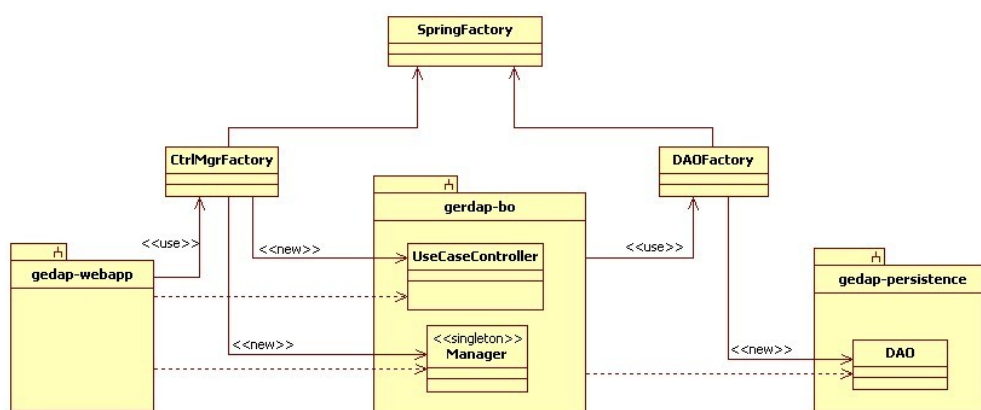 SpringFactory
CtrlMgrFactory
DAOFactory
gerdap-bo
<<use>>
<<new>>
UseCaseController
<<use>>
gedap-webapp
gedap-persistence
<<singleton>>
Manager
<<new>>
<<new>>
DAO